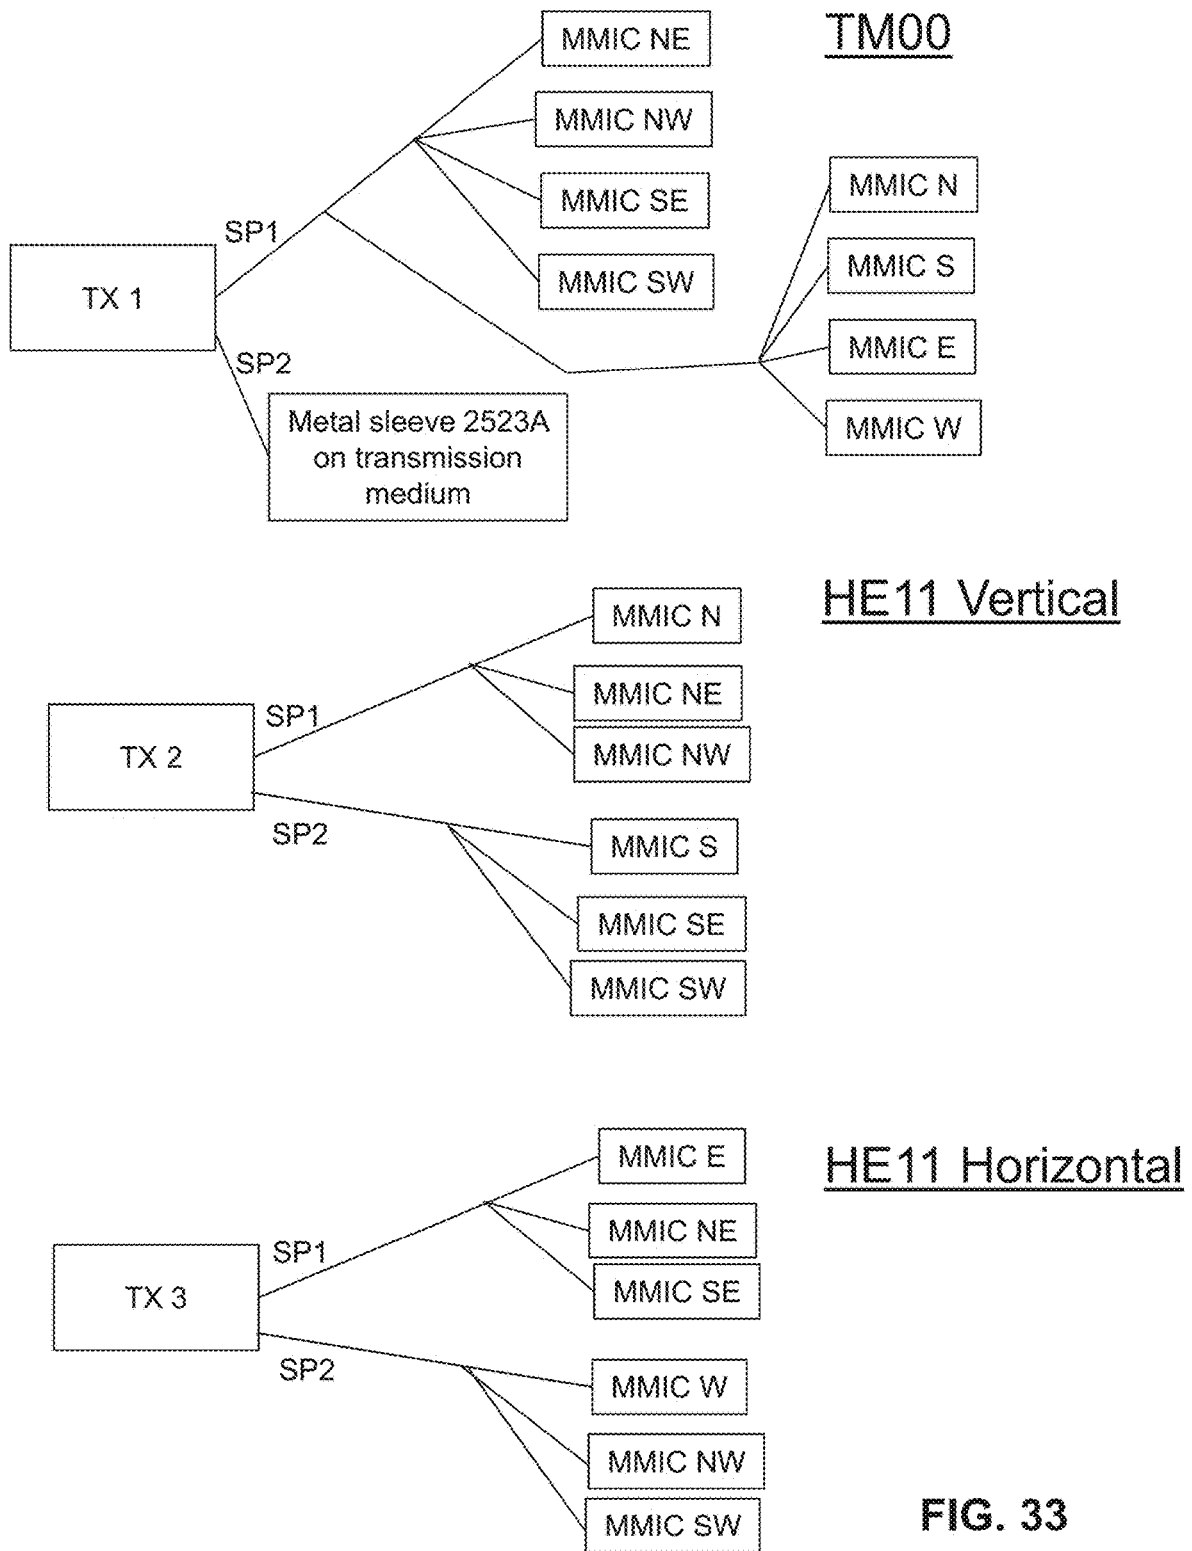 TM00
MMIC NE
MMIC NW
MMIC SE
MMIC SW
MMIC N
MMIC S
MMIC E
MMIC W
SP1
TX 1
SP2
Metal sleeve 2523A
on transmission
medium
HE11 Vertical
MMIC N
MMIC NE
MMIC NW
SP1
TX 2
SP2
MMIC S
MMIC SE
MMIC SW
HE11 Horizontal
MMIC E
MMIC NE
MMIC SE
SP1
TX 3
SP2
MMIC W
MMIC NW
MMIC SW
FIG. 33